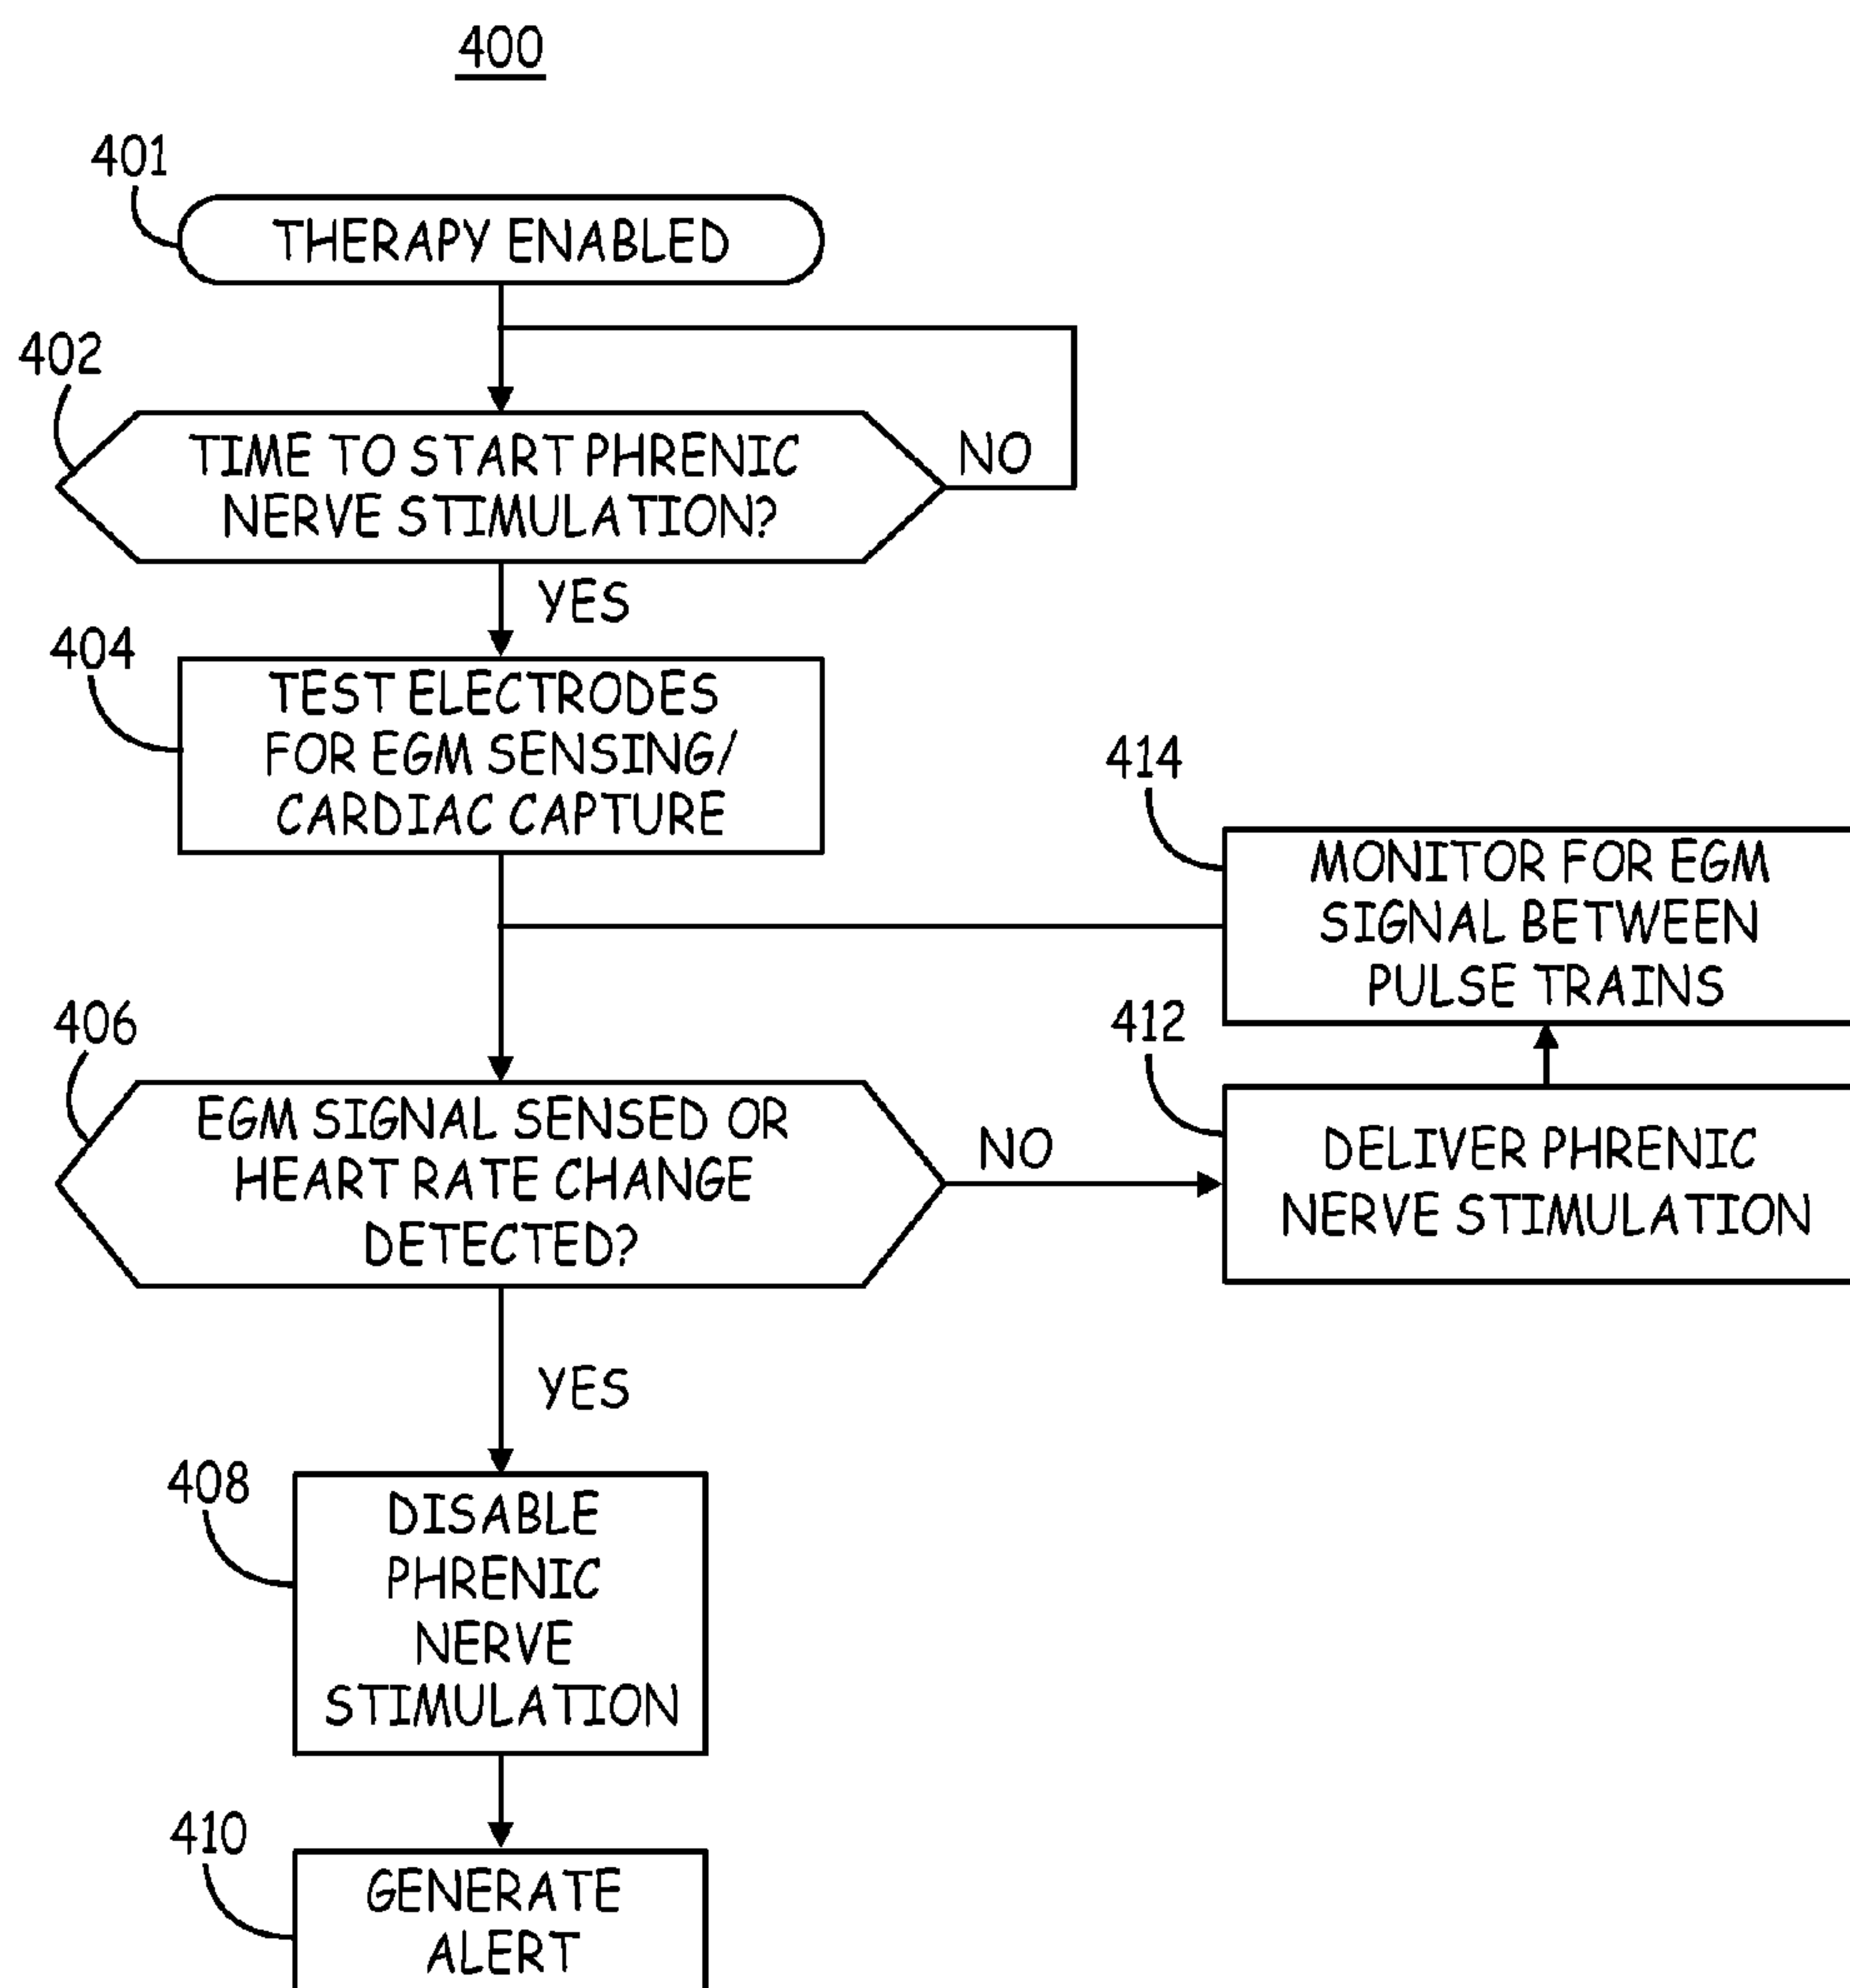 400
401
THERAPY ENABLED
402
TIME TO START PHRENIC
NERVE STIMULATION?
NO
YES
404
TEST ELECTRODES
FOR EGM SENSING/
CARDIAC CAPTURE
414
MONITOR FOR EGM
SIGNAL BETWEEN
PULSE TRAINS
406
EGM SIGNAL SENSED OR
HEART RATE CHANGE
DETECTED?
NO
412
DELIVER PHRENIC
NERVE STIMULATION
YES
408
DISABLE
PHRENIC
NERVE
STIMULATION
410
GENERATE
ALERT